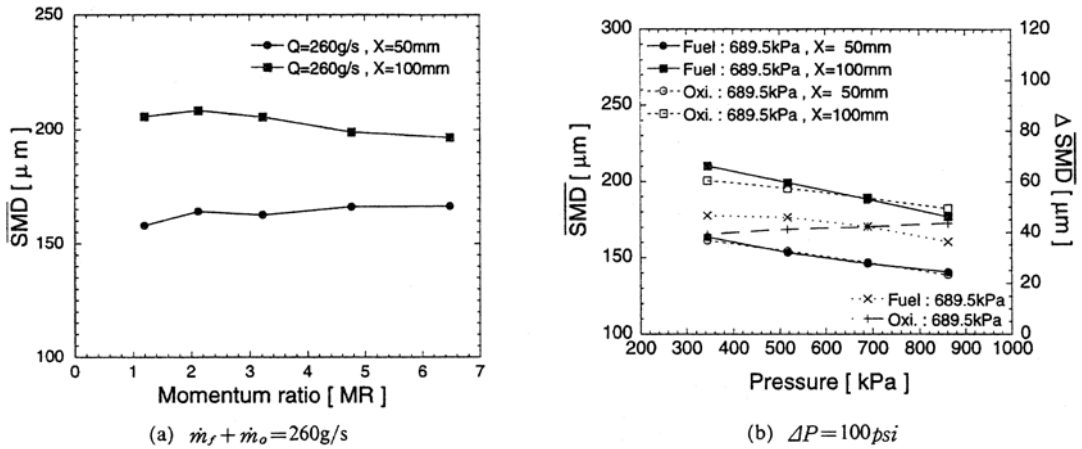 250
200
150
100
SMD [ μ m]
Q=260g/s, X=50mm
Q=260g/s, X=100mm
0 1 2 3 4 5 6 7
Momentum ratio [ MR ]
(a) ṁf + ṁo = 260g/s
300
250
200
150
100
SMD [ μm]
Fuel : 689.5kPa , X= 50mm
Fuel : 689.5kPa , X=100mm
Oxi. : 689.5kPa , X= 50mm
Oxi. : 689.5kPa , X=100mm
Fuel : 689.5kPa
Oxi. : 689.5kPa
120
100
80
60
40
20
0
Δ SMD [ μm]
200 300 400 500 600 700 800 900 1000
Pressure [ kPa]
(b) ΔP=100psi